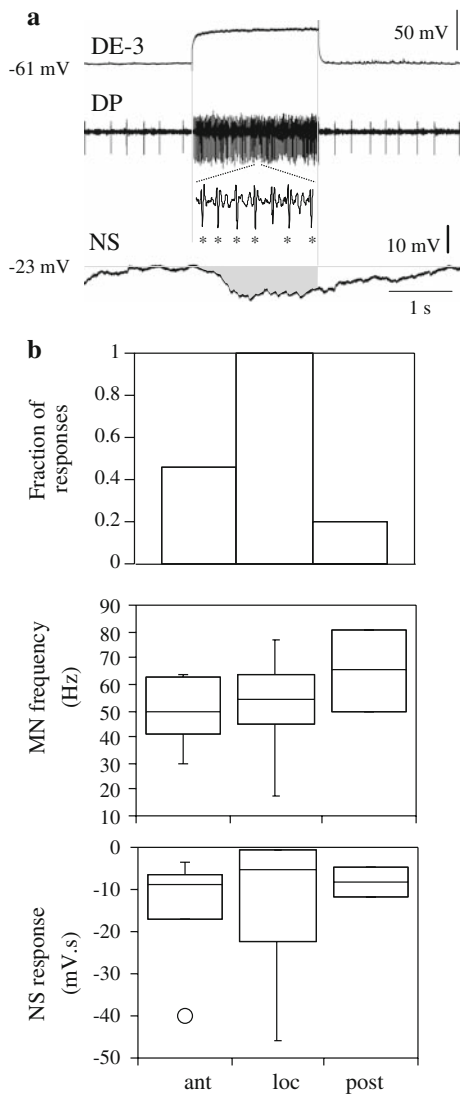 a
DE-3
50 mV
-61 mV
DP
* * * * * *
NS
10 mV
-23 mV
1 s
b
Fraction of
responses
1
0.8
0.6
0.4
0.2
0
MN frequency
(Hz)
90
80
70
60
50
40
30
20
10
NS response
(mV.s)
0
-10
-20
-30
-40
-50
ant loc post